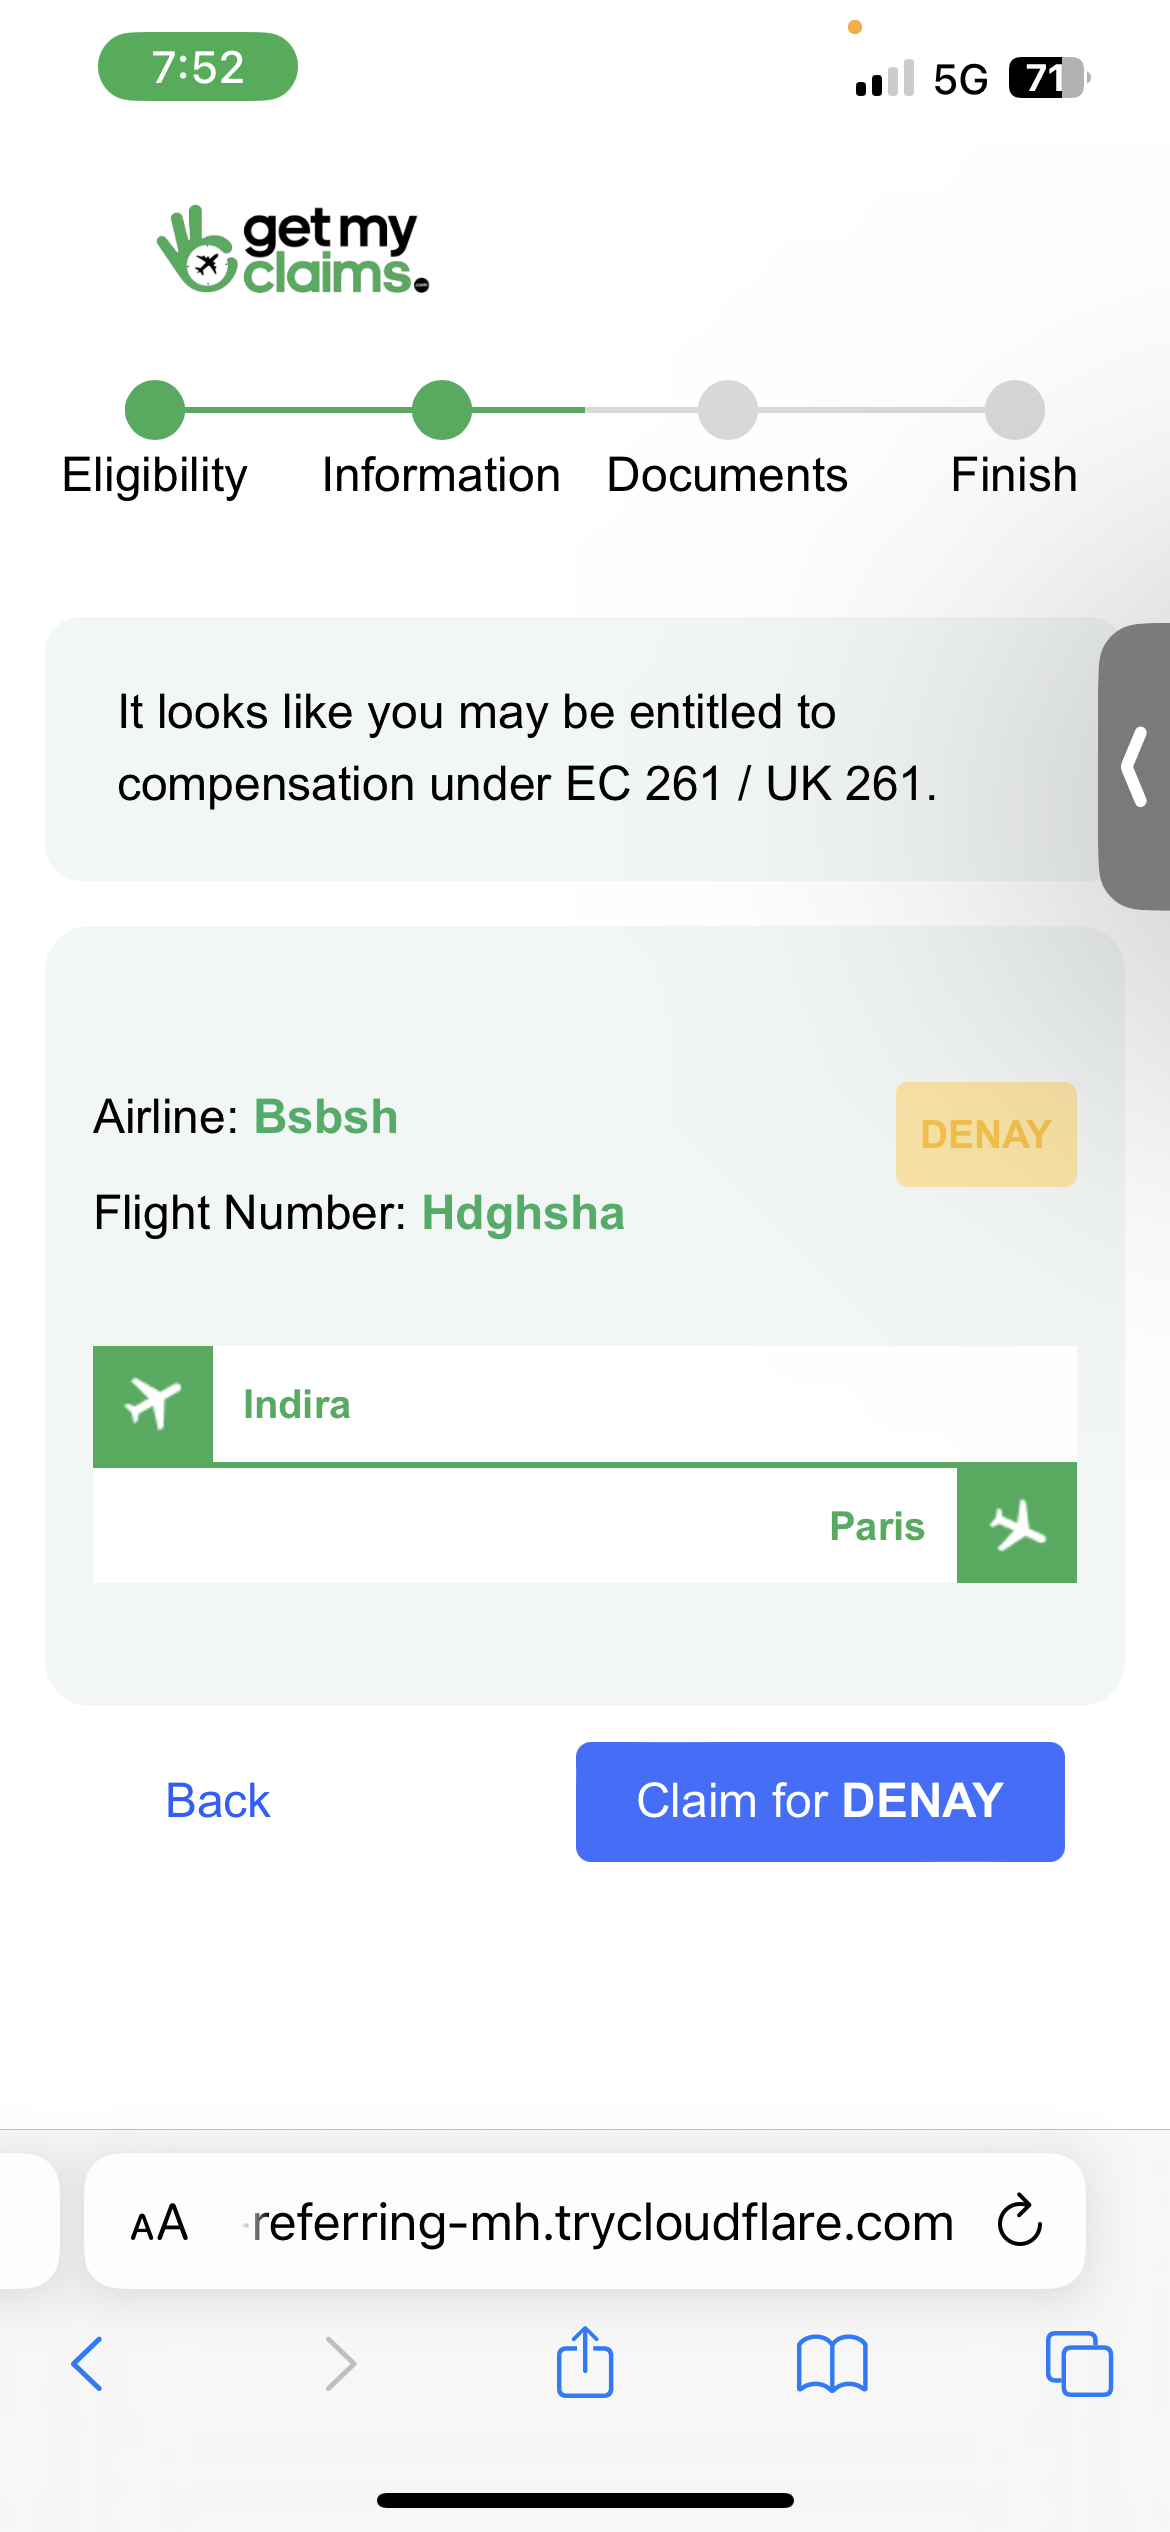 7:52
5G 71
get my
claims.
Eligibility Information Documents Finish
It looks like you may be entitled to
compensation under EC 261 / UK 261.
Airline: Bsbsh
DENAY
Flight Number: Hdghsha
Indira
Paris
Back Claim for DENAY
AA -referring-mh.trycloudflare.com